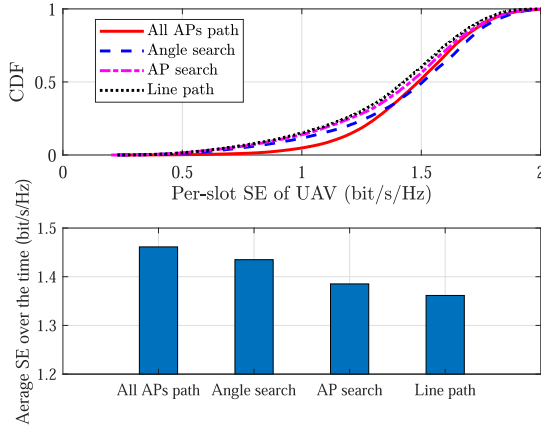 1
0.5
0
CDF
All APs path
Angle search
AP search
Line path
0
0.5
1
1.5
2
Per-slot SE of UAV (bit/s/Hz)
Aerage SE over the time (bit/s/Hz)
1.5
1.4
1.3
1.2
All APs path
Angle search
AP search
Line path